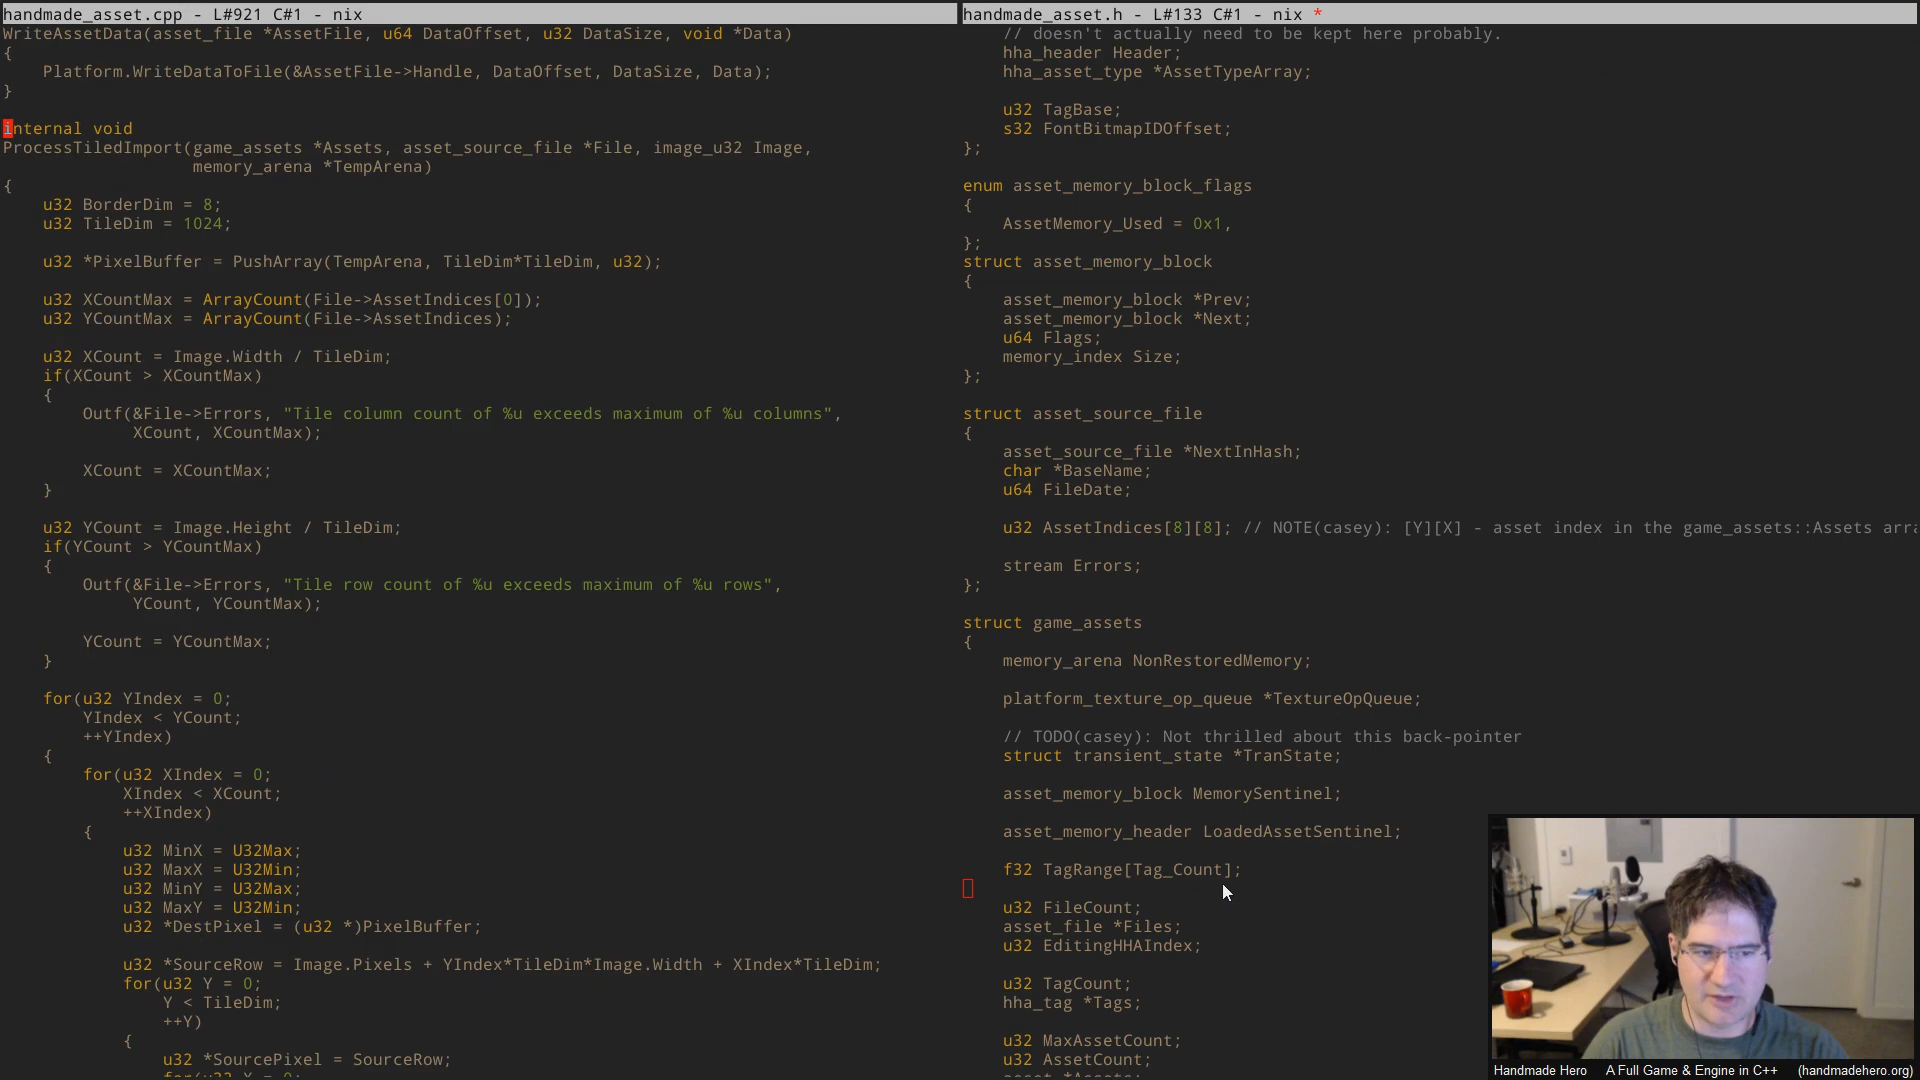 handmade_asset.cpp - L#921 C#1 - nix
WriteAssetData(asset_file *AssetFile, u64 DataOffset, u32 DataSize, void *Data)
{
    Platform.WriteDataToFile(&AssetFile->Handle, DataOffset, DataSize, Data);
}
internal void
ProcessTiledImport(game_assets *Assets, asset_source_file *File, image_u32 Image,
                   memory_arena *TempArena)
{
    u32 BorderDim = 8;
    u32 TileDim = 1024;
    u32 *PixelBuffer = PushArray(TempArena, TileDim*TileDim, u32);
    u32 XCountMax = ArrayCount(File->AssetIndices[0]);
    u32 YCountMax = ArrayCount(File->AssetIndices);
    u32 XCount = Image.Width / TileDim;
    if(XCount > XCountMax)
    {
        Outf(&File->Errors, "Tile column count of %u exceeds maximum of %u columns",
             XCount, XCountMax);
        XCount = XCountMax;
    }
    u32 YCount = Image.Height / TileDim;
    if(YCount > YCountMax)
    {
        Outf(&File->Errors, "Tile row count of %u exceeds maximum of %u rows",
             YCount, YCountMax);
        YCount = YCountMax;
    }
    for(u32 YIndex = 0;
        YIndex < YCount;
        ++YIndex)
    {
        for(u32 XIndex = 0;
            XIndex < XCount;
            ++XIndex)
        {
            u32 MinX = U32Max;
            u32 MaxX = U32Min;
            u32 MinY = U32Max;
            u32 MaxY = U32Min;
            u32 *DestPixel = (u32 *)PixelBuffer;
            u32 *SourceRow = Image.Pixels + YIndex*TileDim*Image.Width + XIndex*TileDim;
            for(u32 Y = 0;
                Y < TileDim;
                ++Y)
            {
                u32 *SourcePixel = SourceRow;
                for(u32 X = 0;
handmade_asset.h - L#133 C#1 - nix *
    // doesn't actually need to be kept here probably.
    hha_header Header;
    hha_asset_type *AssetTypeArray;
    u32 TagBase;
    s32 FontBitmapIDOffset;
};
enum asset_memory_block_flags
{
    AssetMemory_Used = 0x1,
};
struct asset_memory_block
{
    asset_memory_block *Prev;
    asset_memory_block *Next;
    u64 Flags;
    memory_index Size;
};
struct asset_source_file
{
    asset_source_file *NextInHash;
    char *BaseName;
    u64 FileDate;
    u32 AssetIndices[8][8]; // NOTE(casey): [Y][X] - asset index in the game_assets::Assets arra
    stream Errors;
};
struct game_assets
{
    memory_arena NonRestoredMemory;
    platform_texture_op_queue *TextureOpQueue;
    // TODO(casey): Not thrilled about this back-pointer
    struct transient_state *TranState;
    asset_memory_block MemorySentinel;
    asset_memory_header LoadedAssetSentinel;
    f32 TagRange[Tag_Count];
    u32 FileCount;
    asset_file *Files;
    u32 EditingHHAIndex;
    u32 TagCount;
    hha_tag *Tags;
    u32 MaxAssetCount;
    u32 AssetCount;
    asset *Assets;
Handmade Hero    A Full Game & Engine in C++    (handmadehero.org)